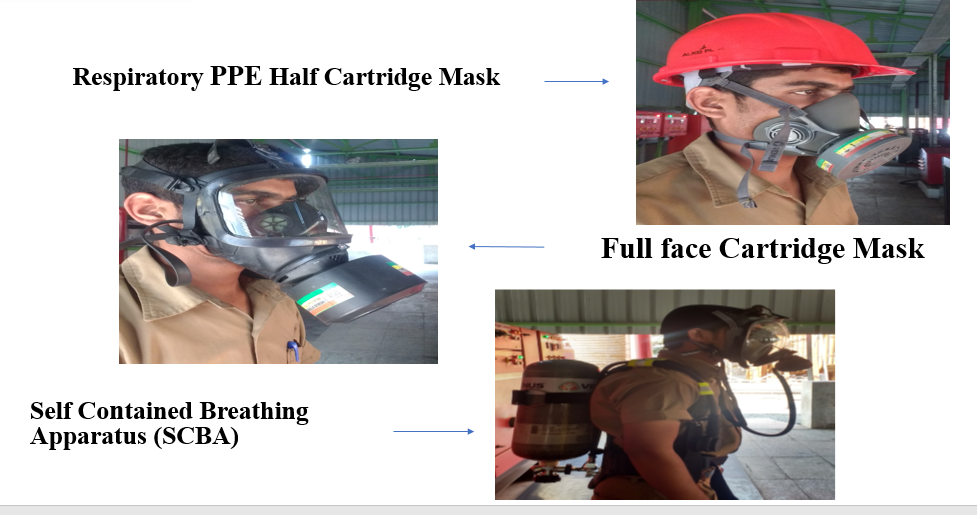 Respiratory PPE Half Cartridge Mask
Full face Cartridge Mask
Self Contained Breathing
Apparatus (SCBA)